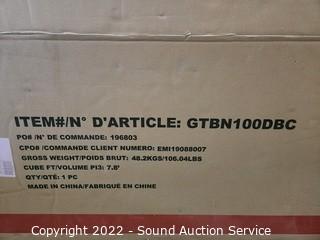 ITEM#/N° D'ARTICLE: GTBN100DBC
PO# /N° DE COMMANDE: 196803
CPO# /COMMANDE CLIENT NUMERO: EMI19088007
GROSS WEIGHT/POIDS BRUT: 48.2KGS/106.04LBS
CUBE FT/VOLUME PI3: 7.8'
QTY/QTÉ: 1 PC
MADE IN CHINA/FABRIQUÉ EN CHINE
Copyright 2022 - Sound Auction Service